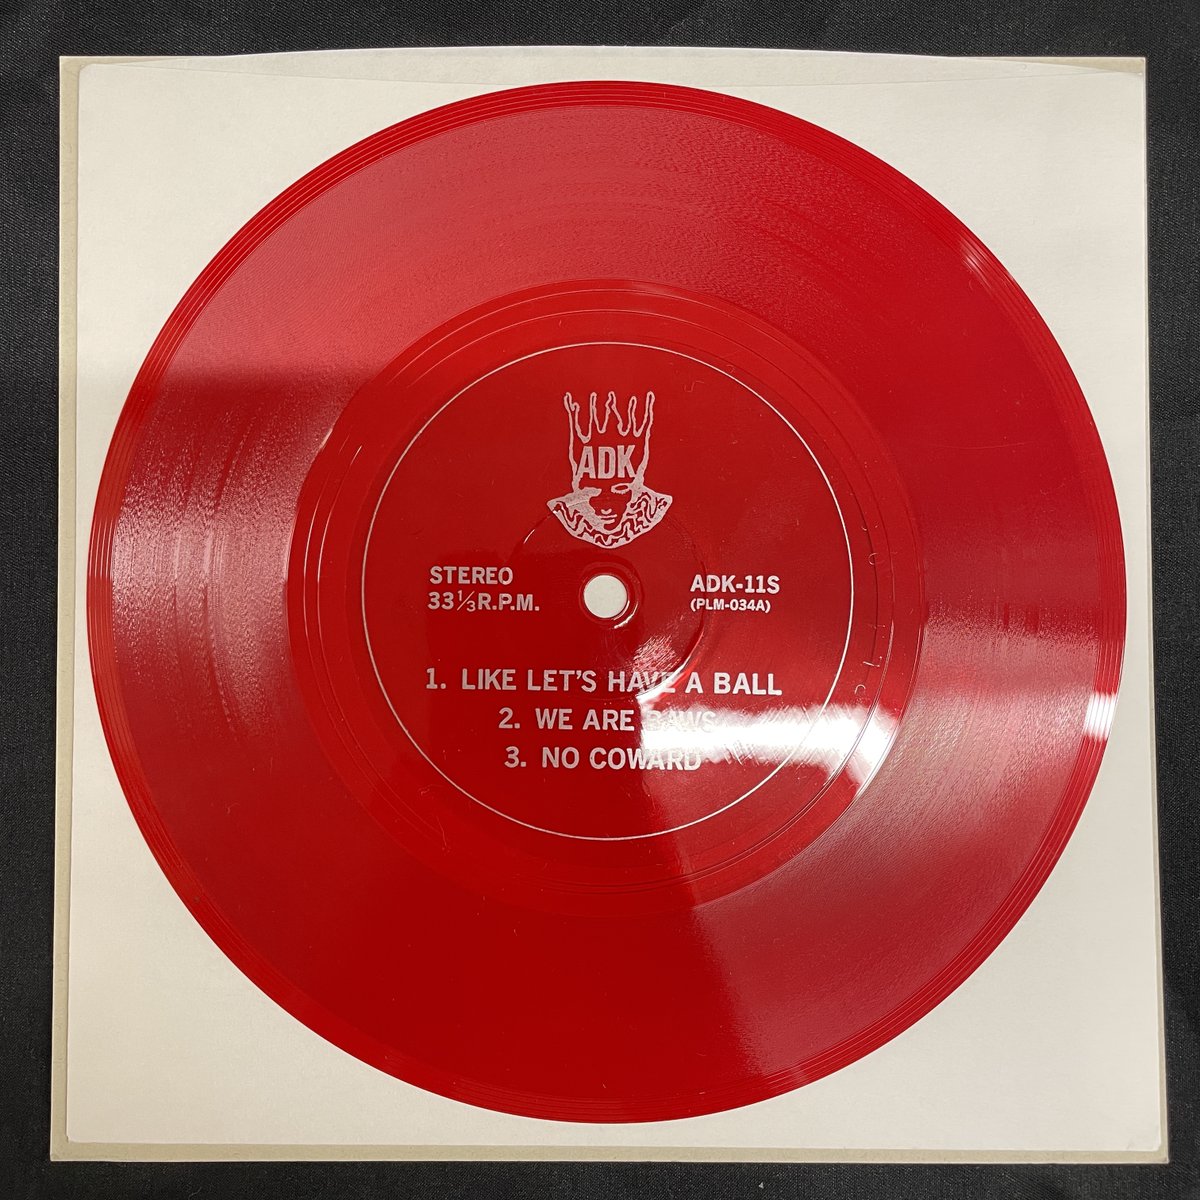 ADK
STEREO
33⅓R.P.M.
ADK-11S
(PLM-034A)
1. LIKE LET'S HAVE A BALL
2. WE ARE BAWS
3. NO COWARD